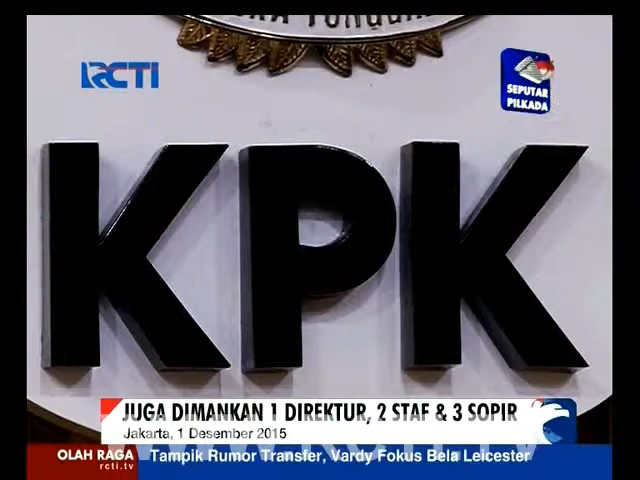 RCTI
SEPUTAR
PILKADA
KPK
JUGA DIMANKAN 1 DIREKTUR, 2 STAF & 3 SOPIR
Jakarta, 1 Desember 2015
OLAH RAGA
rcti.tv
Tampik Rumor Transfer, Vardy Fokus Bela Leicester